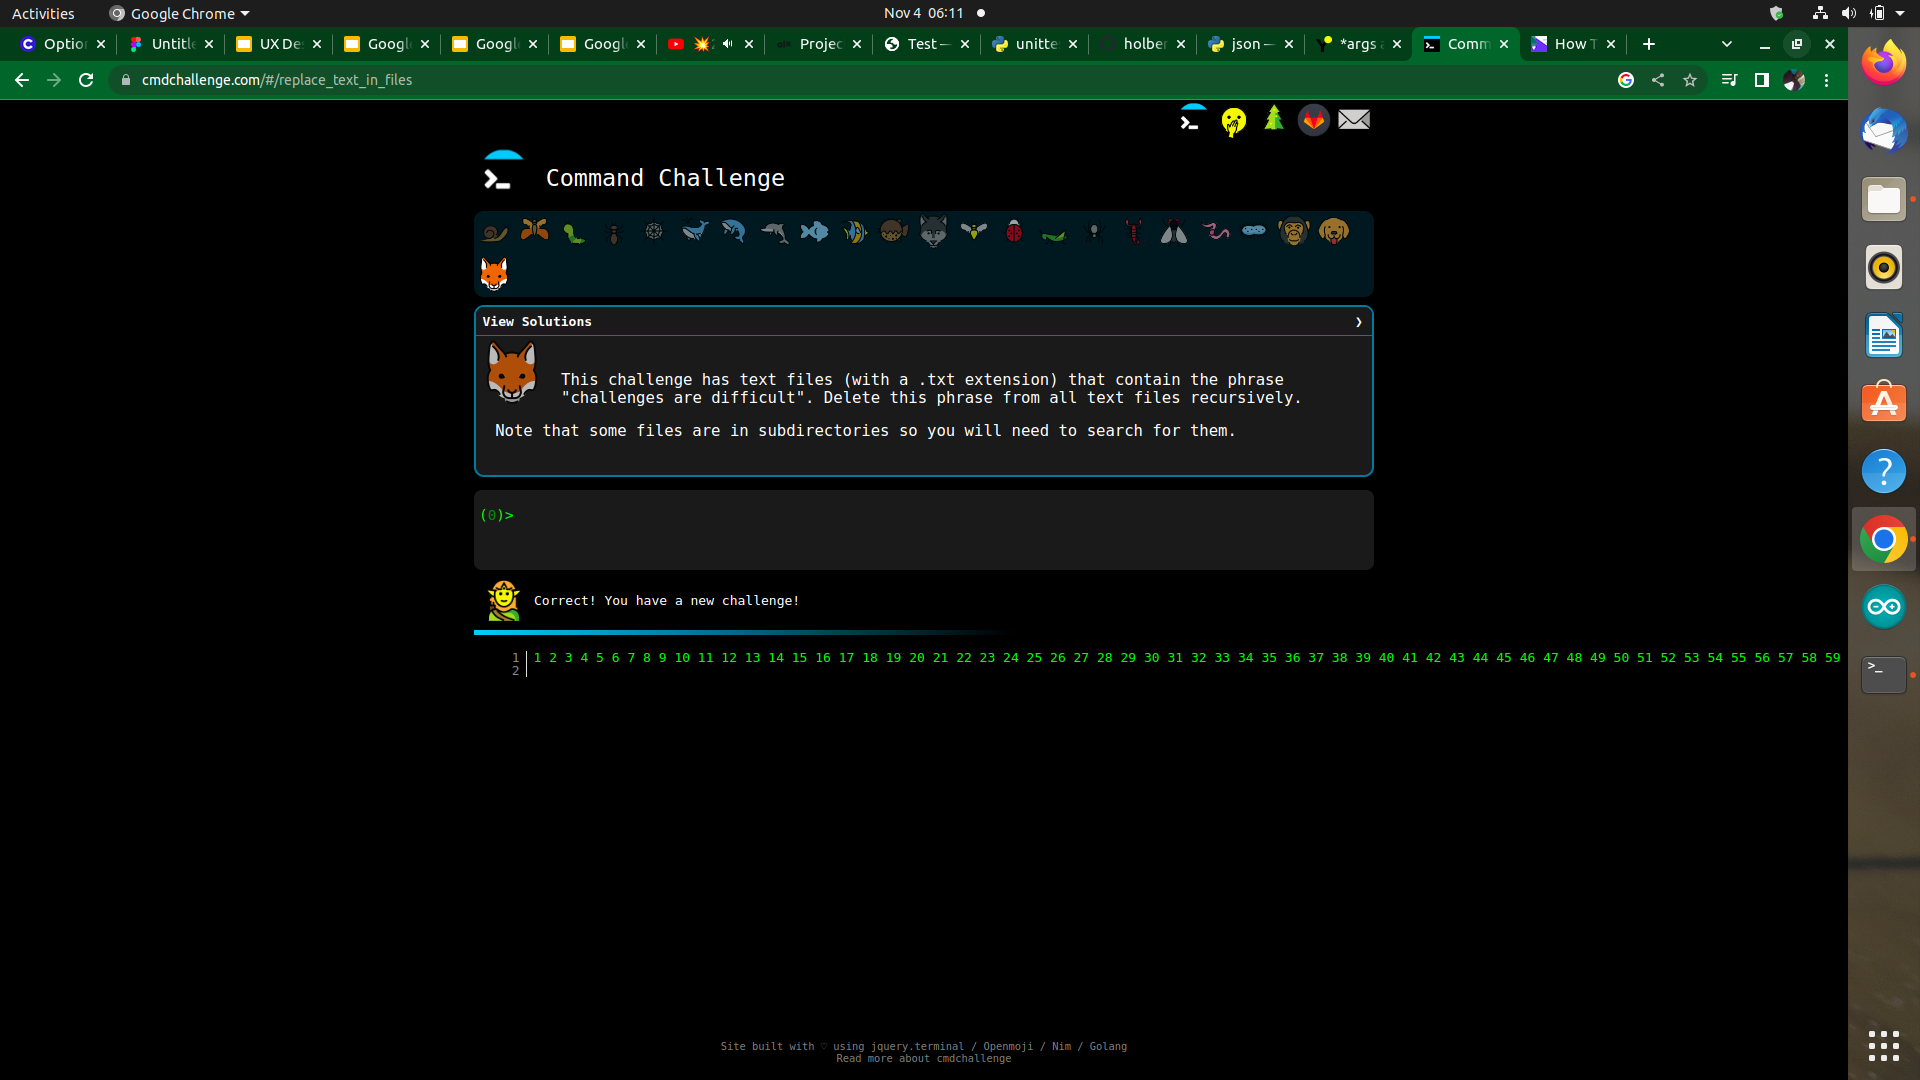 Activities
Google Chrome
Nov 4 06:11
Optio
Untitle
UX De
Google
Google
Google
Projec
Test —
unitte
holber
json —
*args a
Comm
How T
cmdchallenge.com/#/replace_text_in_files
Command Challenge
View Solutions
This challenge has text files (with a .txt extension) that contain the phrase
"challenges are difficult". Delete this phrase from all text files recursively.
Note that some files are in subdirectories so you will need to search for them.
(0)>
Correct! You have a new challenge!
1 1 2 3 4 5 6 7 8 9 10 11 12 13 14 15 16 17 18 19 20 21 22 23 24 25 26 27 28 29 30 31 32 33 34 35 36 37 38 39 40 41 42 43 44 45 46 47 48 49 50 51 52 53 54 55 56 57 58 59
2
Site built with ♡ using jquery.terminal / Openmoji / Nim / Golang
Read more about cmdchallenge